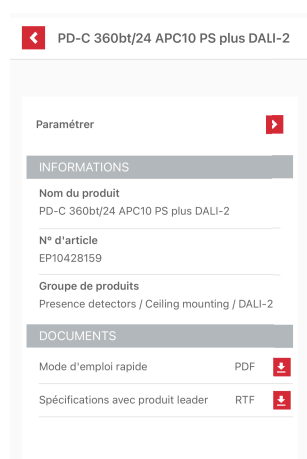 PD-C 360bt/24 APC10 PS plus DALI-2
Paramétrer
INFORMATIONS
Nom du produit
PD-C 360bt/24 APC10 PS plus DALI-2
N° d'article
EP10428159
Groupe de produits
Presence detectors / Ceiling mounting / DALI-2
DOCUMENTS
Mode d'emploi rapide PDF
Spécifications avec produit leader RTF